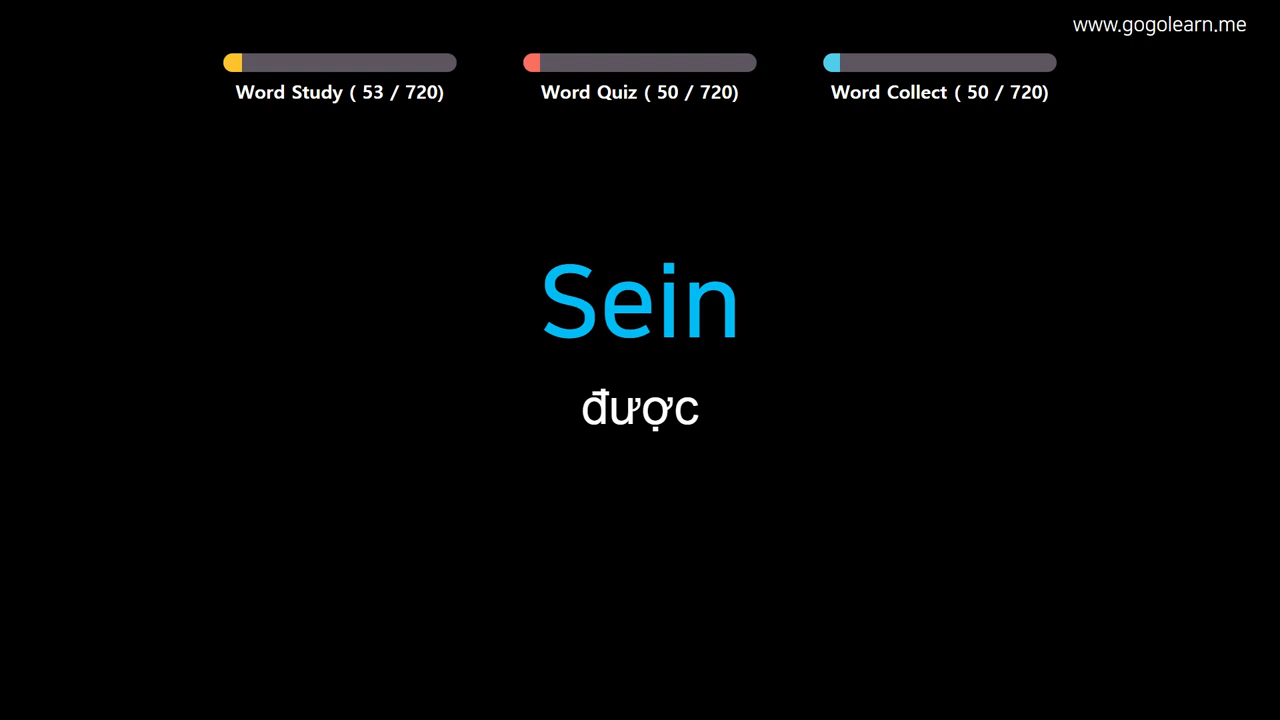 www.gogolearn.me
Word Study ( 53 / 720)
Word Quiz ( 50 / 720)
Word Collect ( 50 / 720)
Sein
được